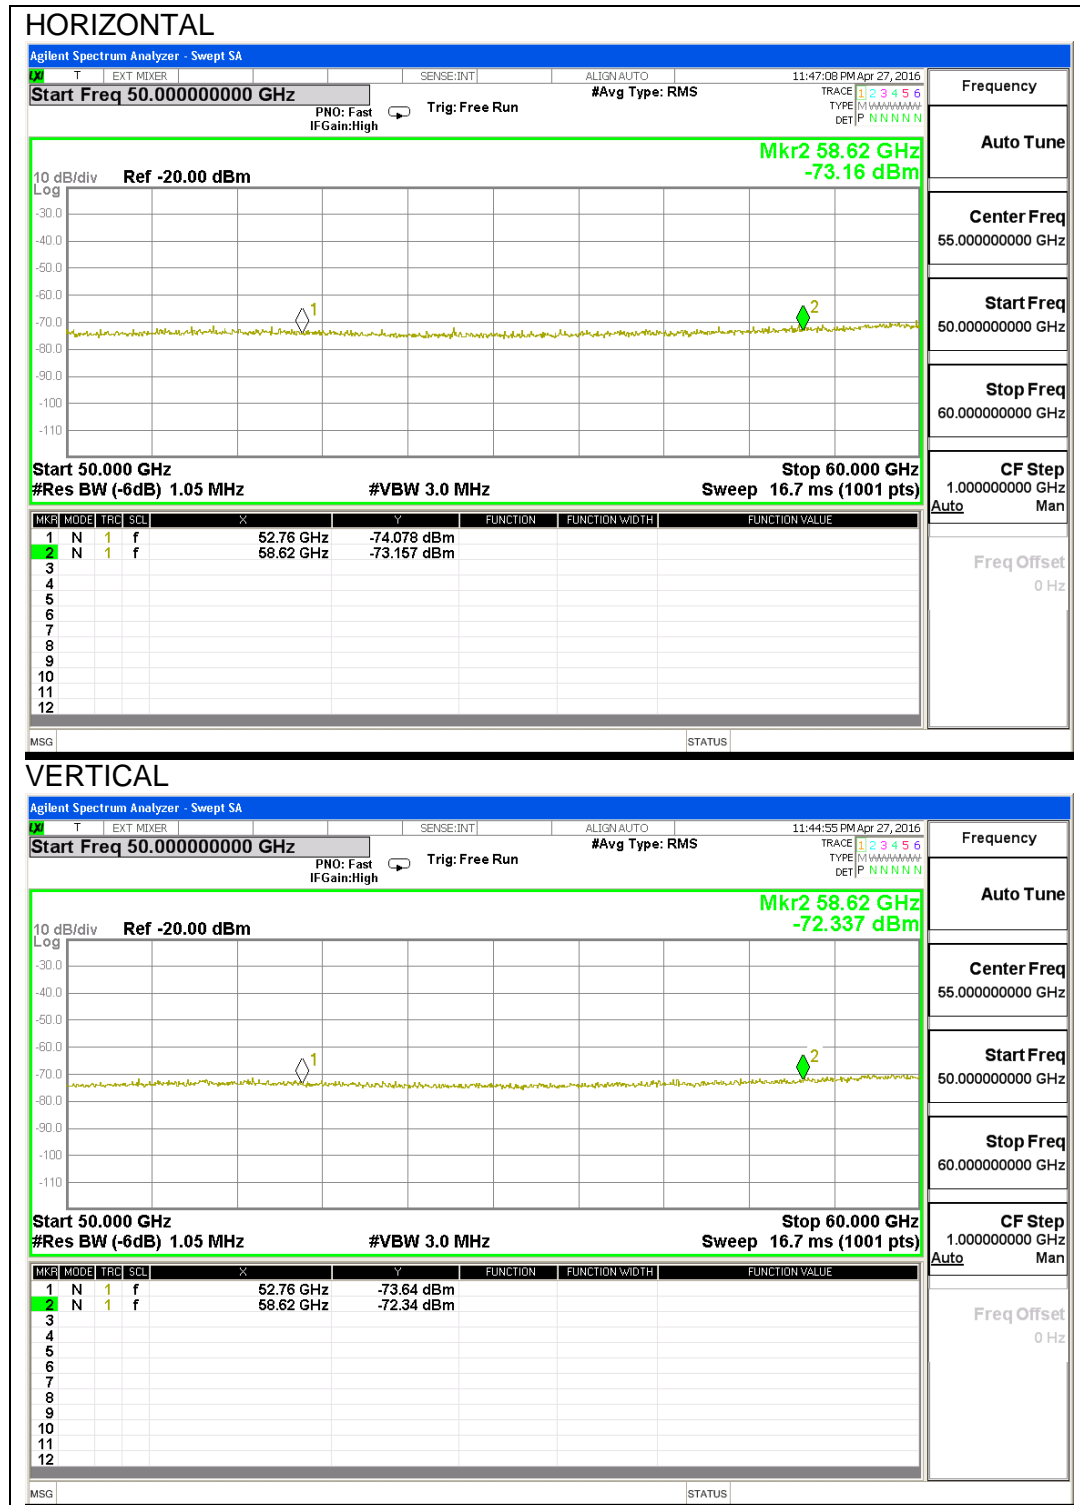 HORIZONTAL
Agilent Spectrum Analyzer - Swept SA
LXI T EXT MIXER SENSE:INT ALIGN AUTO 11:47:08 PM Apr 27, 2016
Start Freq 50.000000000 GHz #Avg Type: RMS TRACE 1 2 3 4 5 6
PNO: Fast Trig: Free Run TYPE M WWWWW
IFGain:High DET P N N N N N
Frequency
Auto Tune
Mkr2 58.62 GHz
-73.16 dBm
10 dB/div Ref -20.00 dBm
Log
-30.0
-40.0
-50.0
-60.0
-70.0
-80.0
-90.0
-100
-110
1
2
Start 50.000 GHz Stop 60.000 GHz
#Res BW (-6dB) 1.05 MHz #VBW 3.0 MHz Sweep 16.7 ms (1001 pts)
Center Freq
55.000000000 GHz
Start Freq
50.000000000 GHz
Stop Freq
60.000000000 GHz
CF Step
1.000000000 GHz
Auto Man
Freq Offset
0 Hz
MKR MODE TRC SCL X Y FUNCTION FUNCTION WIDTH FUNCTION VALUE
1 N 1 f 52.76 GHz -74.078 dBm
2 N 1 f 58.62 GHz -73.157 dBm
3
4
5
6
7
8
9
10
11
12
MSG STATUS
VERTICAL
Agilent Spectrum Analyzer - Swept SA
LXI T EXT MIXER SENSE:INT ALIGN AUTO 11:44:55 PM Apr 27, 2016
Start Freq 50.000000000 GHz #Avg Type: RMS TRACE 1 2 3 4 5 6
PNO: Fast Trig: Free Run TYPE M WWWWW
IFGain:High DET P N N N N N
Frequency
Auto Tune
Mkr2 58.62 GHz
-72.337 dBm
10 dB/div Ref -20.00 dBm
Log
-30.0
-40.0
-50.0
-60.0
-70.0
-80.0
-90.0
-100
-110
1
2
Start 50.000 GHz Stop 60.000 GHz
#Res BW (-6dB) 1.05 MHz #VBW 3.0 MHz Sweep 16.7 ms (1001 pts)
Center Freq
55.000000000 GHz
Start Freq
50.000000000 GHz
Stop Freq
60.000000000 GHz
CF Step
1.000000000 GHz
Auto Man
Freq Offset
0 Hz
MKR MODE TRC SCL X Y FUNCTION FUNCTION WIDTH FUNCTION VALUE
1 N 1 f 52.76 GHz -73.64 dBm
2 N 1 f 58.62 GHz -72.34 dBm
3
4
5
6
7
8
9
10
11
12
MSG STATUS